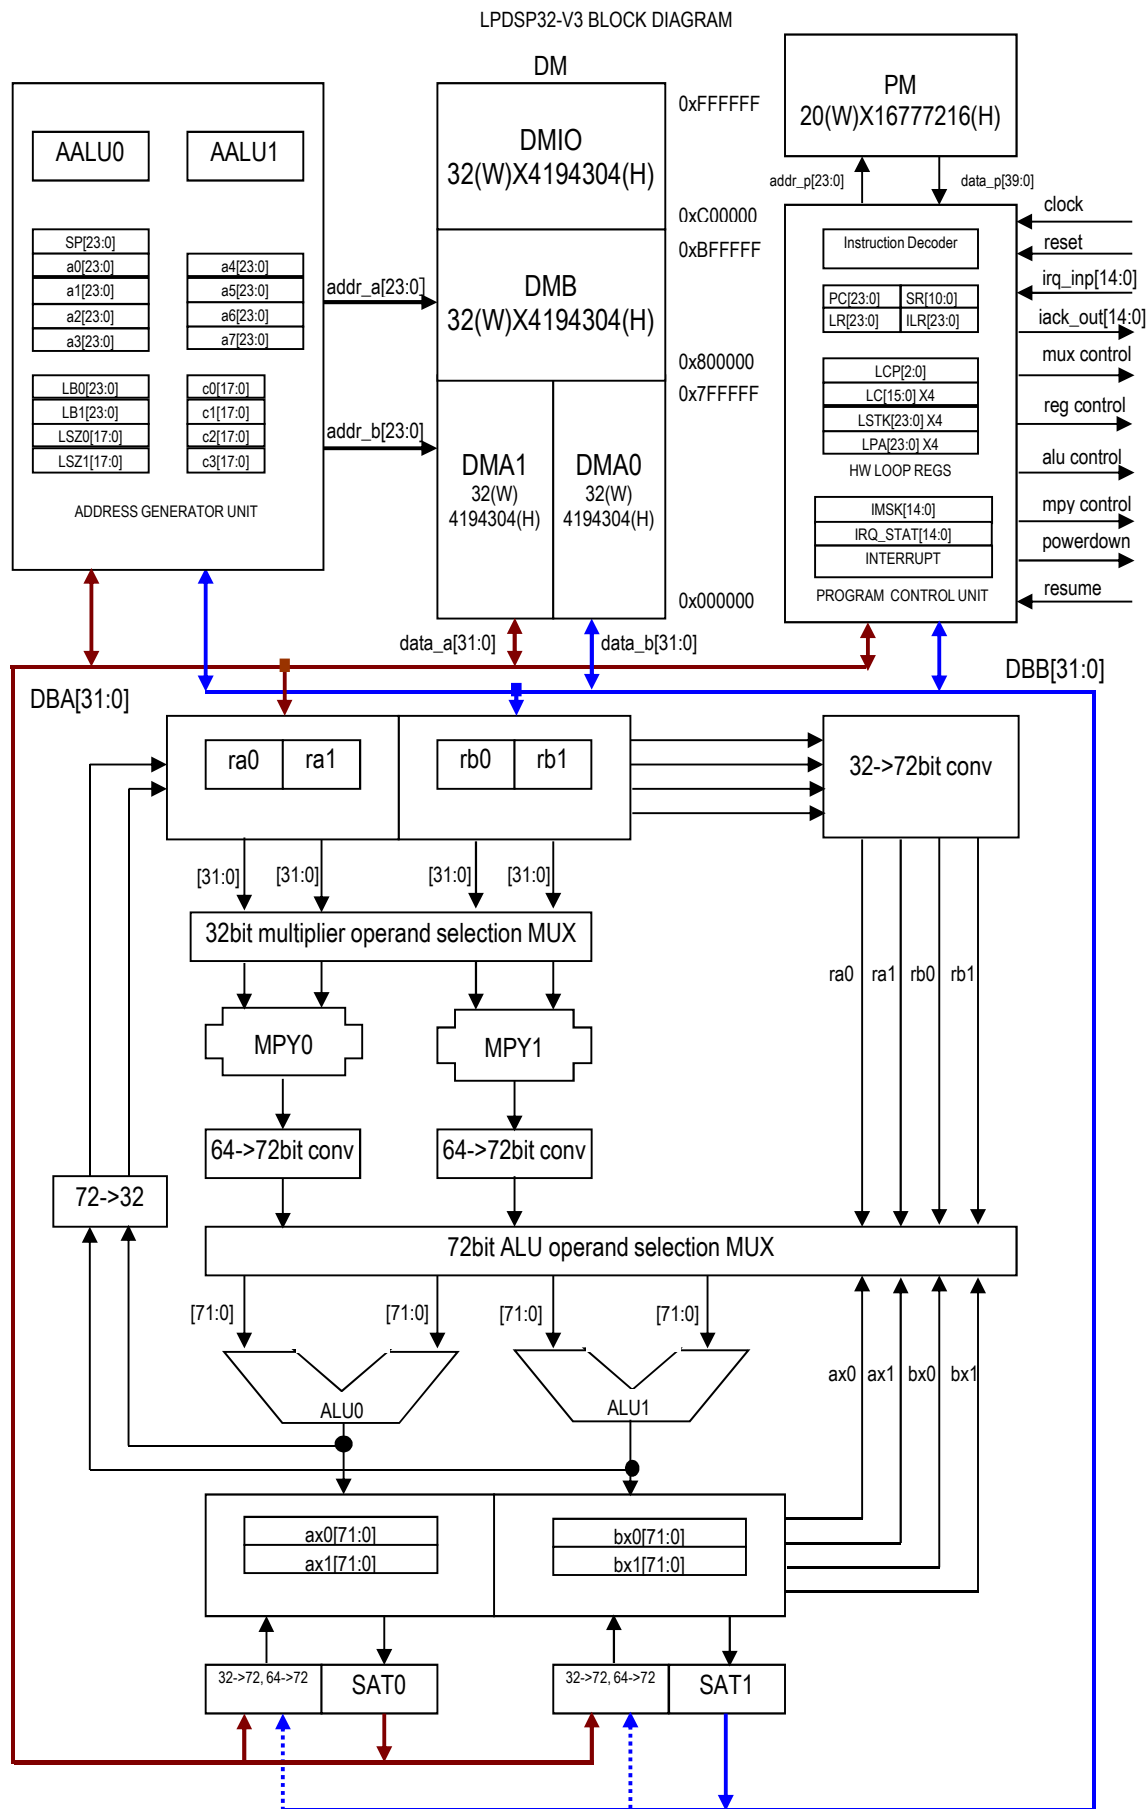 LPDSP32-V3 BLOCK DIAGRAM
DM
AALU0
AALU1
SP[23:0]
a0[23:0]
a1[23:0]
a2[23:0]
a3[23:0]
a4[23:0]
a5[23:0]
a6[23:0]
a7[23:0]
LB0[23:0]
LB1[23:0]
LSZ0[17:0]
LSZ1[17:0]
c0[17:0]
c1[17:0]
c2[17:0]
c3[17:0]
ADDRESS GENERATOR UNIT
addr_a[23:0]
addr_b[23:0]
DMIO
32(W)X4194304(H)
DMB
32(W)X4194304(H)
DMA1
32(W)
4194304(H)
DMA0
32(W)
4194304(H)
0xFFFFFF
0xC00000
0xBFFFFF
0x800000
0x7FFFFF
0x000000
PM
20(W)X16777216(H)
addr_p[23:0]
data_p[39:0]
Instruction Decoder
PC[23:0]
SR[10:0]
LR[23:0]
ILR[23:0]
LCP[2:0]
LC[15:0] X4
LSTK[23:0] X4
LPA[23:0] X4
HW LOOP REGS
IMSK[14:0]
IRQ_STAT[14:0]
INTERRUPT
PROGRAM CONTROL UNIT
clock
reset
irq_inp[14:0]
iack_out[14:0]
mux control
reg control
alu control
mpy control
powerdown
resume
data_a[31:0]
data_b[31:0]
DBA[31:0]
DBB[31:0]
ra0
ra1
rb0
rb1
32->72bit conv
[31:0]
[31:0]
[31:0]
[31:0]
32bit multiplier operand selection MUX
MPY0
MPY1
ra0
ra1
rb0
rb1
64->72bit conv
64->72bit conv
72->32
72bit ALU operand selection MUX
[71:0]
[71:0]
[71:0]
[71:0]
ALU0
ALU1
ax0
ax1
bx0
bx1
ax0[71:0]
ax1[71:0]
bx0[71:0]
bx1[71:0]
32->72, 64->72
SAT0
32->72, 64->72
SAT1